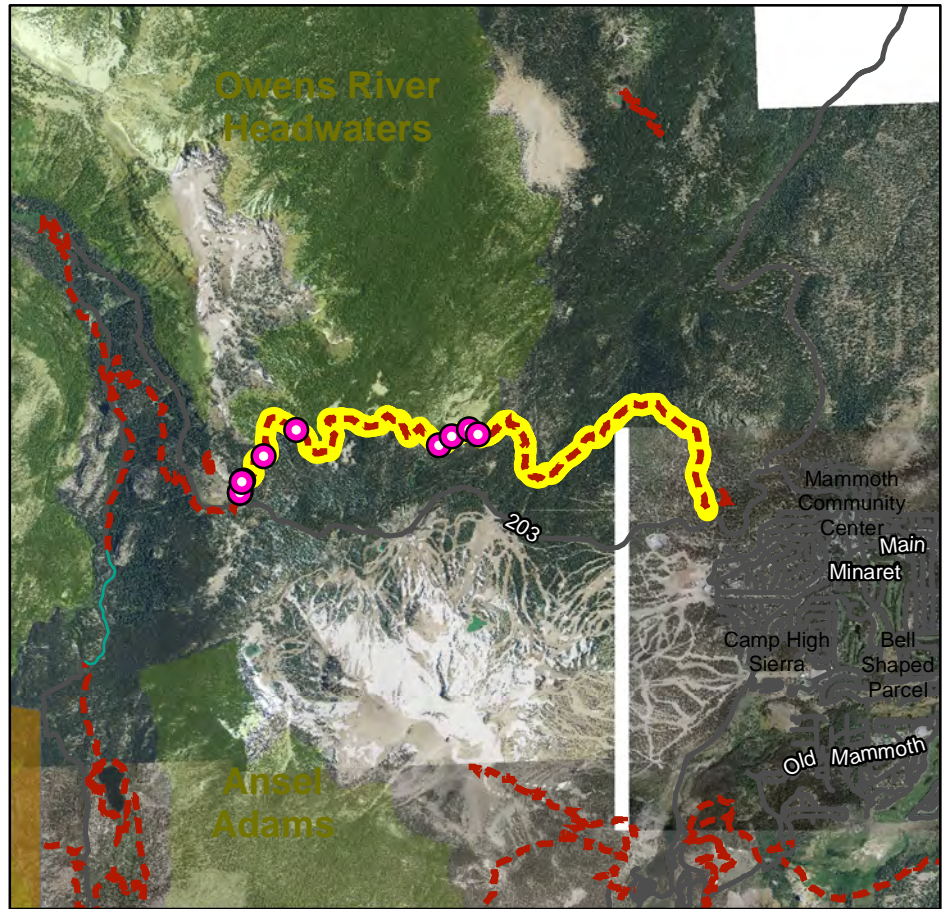 Owens River
Headwaters
203
Mammoth
Community
Center
Main
Minaret
Camp High
Sierra
Bell
Shaped
Parcel
Old Mammoth
Ansel
Adams